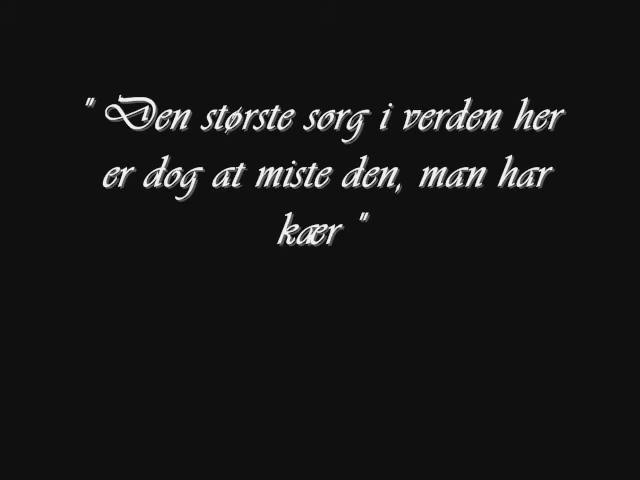 " Den største sorg i verden her
er dog at miste den, man har
kær "